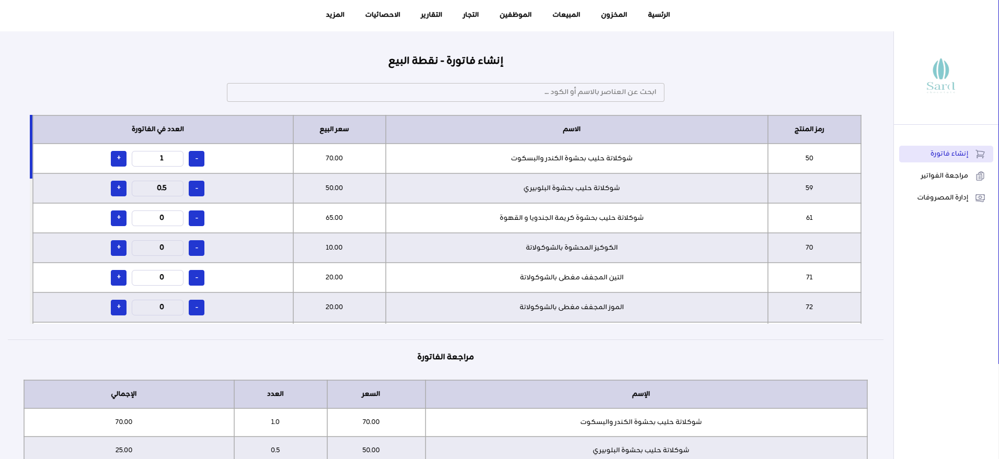 الرئسية المخزون المبيعات الموظفين التجار التقارير الاحصائيات المزيد
Sard
إنشاء فاتورة
مراجعة الفواتير
إدارة المصروفات
إنشاء فاتورة - نقطة البيع
ابحث عن العناصر بالاسم أو الكود ...
رمز المنتج الاسم سعر البيع العدد في الفاتورة
50 شوكلاتة حليب بحشوة الكندر والبسكوت 70.00 - 1 +
59 شوكلاتة حليب بحشوة البلوبيري 50.00 - 0.5 +
61 شوكلاتة حليب بحشوة كريمة الجندويا و القهوة 65.00 - 0 +
70 الكوكيز المحشوة بالشوكولاتة 10.00 - 0 +
71 التين المجفف مغطى بالشوكولاتة 20.00 - 0 +
72 الموز المجفف مغطى بالشوكولاتة 20.00 - 0 +
مراجعة الفاتورة
الإسم السعر العدد الإجمالي
شوكلاتة حليب بحشوة الكندر والبسكوت 70.00 1.0 70.00
شوكلاتة حليب بحشوة البلوبيري 50.00 0.5 25.00